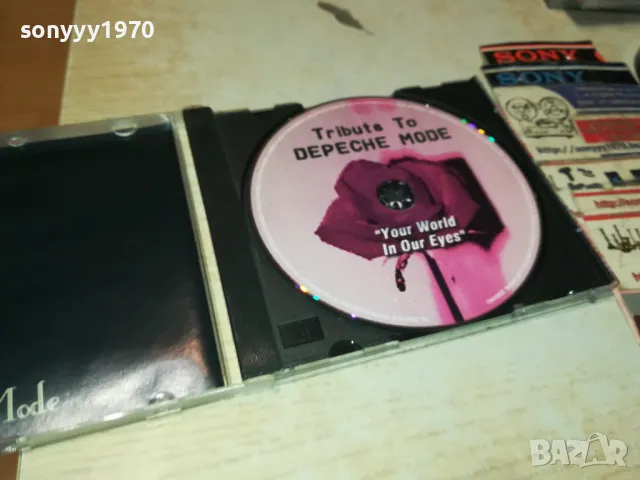 sonyyy1970
Tribute To
DEPECHE MODE
"Your World
In Our Eyes"
SONY
SONY
Mode
BAZAR